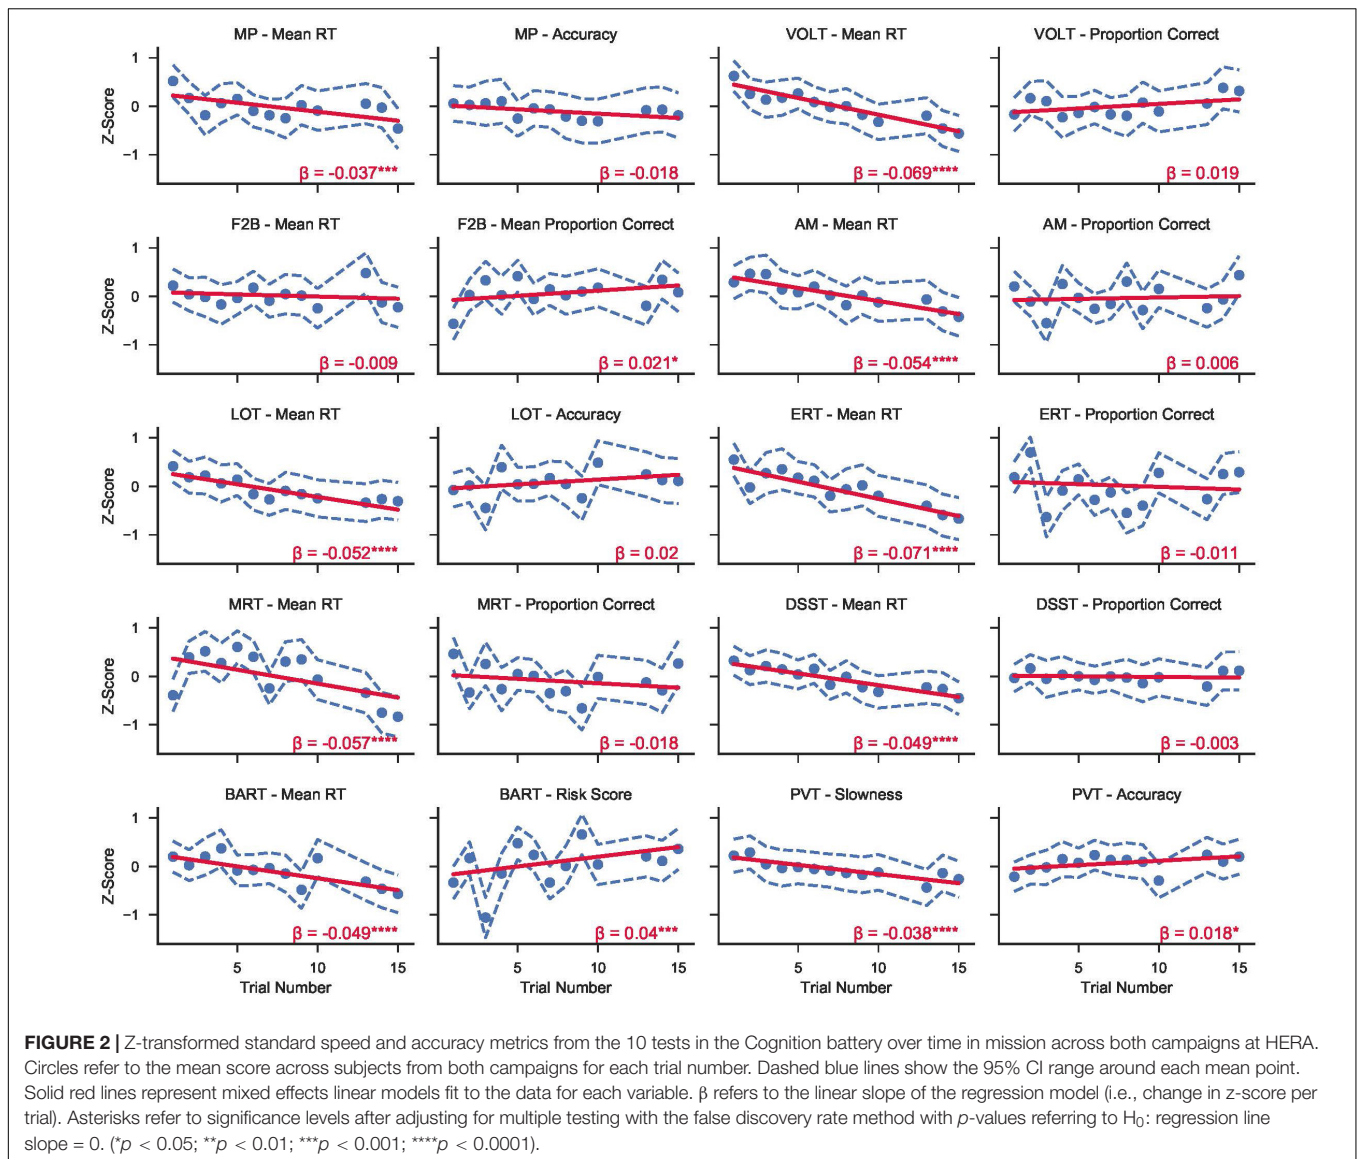 MP - Mean RT
MP - Accuracy
VOLT - Mean RT
VOLT - Proportion Correct
Z-Score
1
0
−1
β = -0.037***
β = -0.018
β = -0.069****
β = 0.019
F2B - Mean RT
F2B - Mean Proportion Correct
AM - Mean RT
AM - Proportion Correct
Z-Score
1
0
−1
β = -0.009
β = 0.021*
β = -0.054****
β = 0.006
LOT - Mean RT
LOT - Accuracy
ERT - Mean RT
ERT - Proportion Correct
Z-Score
1
0
−1
β = -0.052****
β = 0.02
β = -0.071****
β = -0.011
MRT - Mean RT
MRT - Proportion Correct
DSST - Mean RT
DSST - Proportion Correct
Z-Score
1
0
−1
β = -0.057****
β = -0.018
β = -0.049****
β = -0.003
BART - Mean RT
BART - Risk Score
PVT - Slowness
PVT - Accuracy
Z-Score
1
0
−1
β = -0.049****
β = 0.04***
β = -0.038****
β = 0.018*
5 10 15
5 10 15
5 10 15
5 10 15
Trial Number
Trial Number
Trial Number
Trial Number
FIGURE 2 | Z-transformed standard speed and accuracy metrics from the 10 tests in the Cognition battery over time in mission across both campaigns at HERA.
Circles refer to the mean score across subjects from both campaigns for each trial number. Dashed blue lines show the 95% CI range around each mean point.
Solid red lines represent mixed effects linear models fit to the data for each variable. β refers to the linear slope of the regression model (i.e., change in z-score per
trial). Asterisks refer to significance levels after adjusting for multiple testing with the false discovery rate method with p-values referring to H₀: regression line
slope = 0. (*p < 0.05; **p < 0.01; ***p < 0.001; ****p < 0.0001).